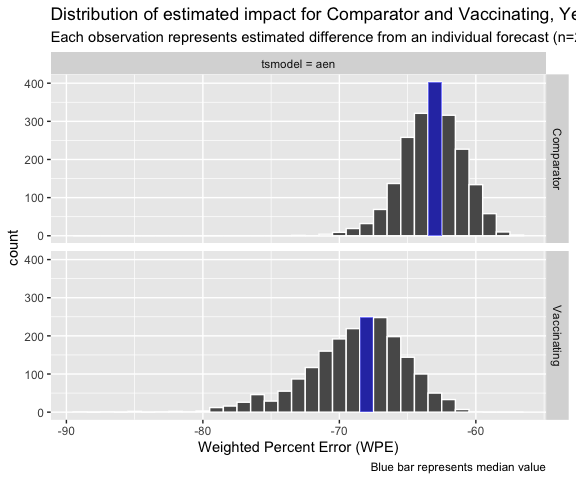 Distribution of estimated impact for Comparator and Vaccinating, Ye
Each observation represents estimated difference from an individual forecast (n=
tsmodel = aen
400
300
200
100
0
Comparator
count
400
300
200
100
0
Vaccinating
-90 -80 -70 -60
Weighted Percent Error (WPE)
Blue bar represents median value